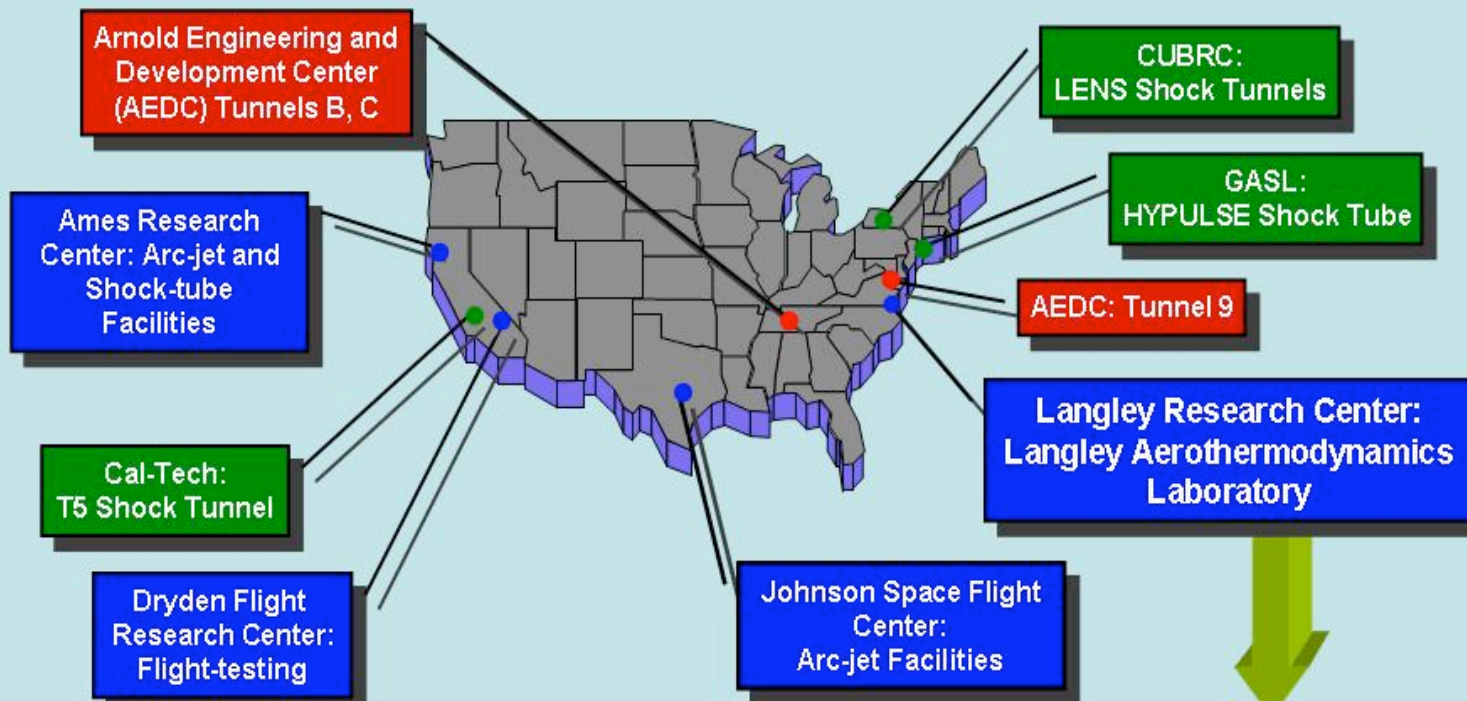 Arnold Engineering and
Development Center
(AEDC) Tunnels B, C
CUBRC:
LENS Shock Tunnels
Ames Research
Center: Arc-jet and
Shock-tube
Facilities
GASL:
HYPULSE Shock Tube
AEDC: Tunnel 9
Langley Research Center:
Langley Aerothermodynamics
Laboratory
Cal-Tech:
T5 Shock Tunnel
Dryden Flight
Research Center:
Flight-testing
Johnson Space Flight
Center:
Arc-jet Facilities